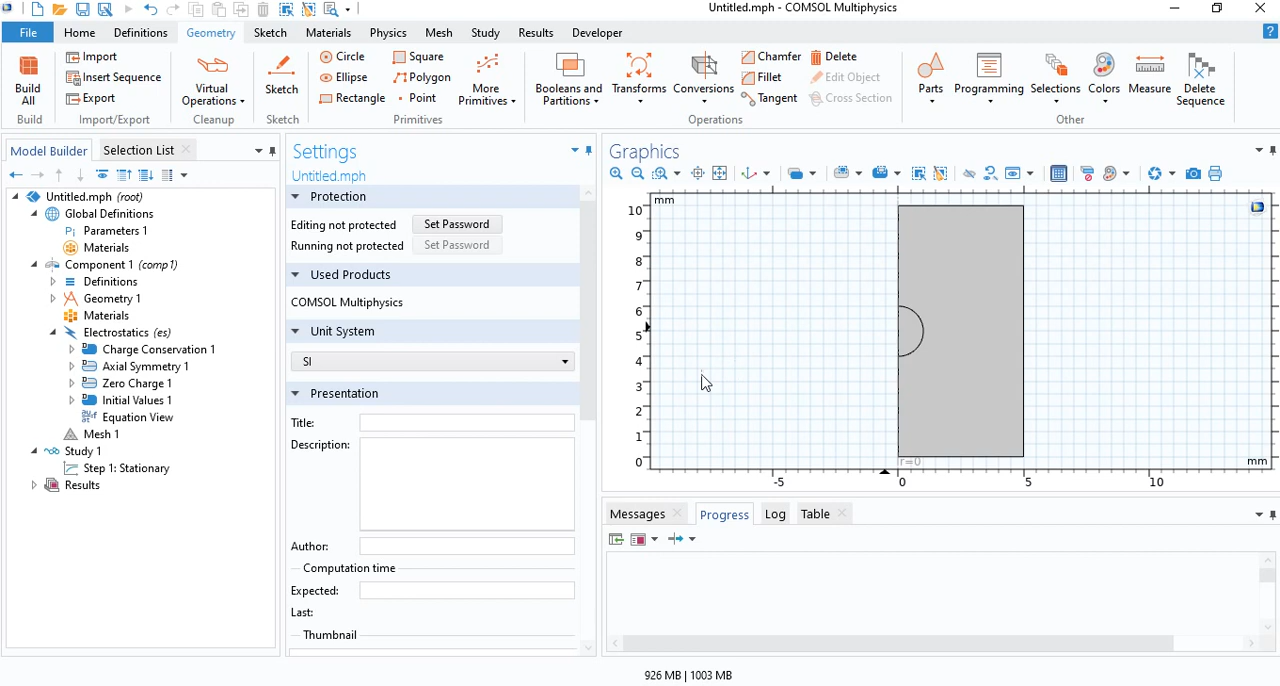 Untitled.mph - COMSOL Multiphysics
File Home Definitions Geometry Sketch Materials Physics Mesh Study Results Developer
Build All
Build
Import
Insert Sequence
Export
Import/Export
Virtual Operations
Cleanup
Sketch
Sketch
Circle
Ellipse
Rectangle
Square
Polygon
Point
More Primitives
Primitives
Booleans and Partitions
Transforms
Conversions
Chamfer
Fillet
Tangent
Delete
Edit Object
Cross Section
Operations
Parts
Programming
Selections
Colors
Measure
Delete Sequence
Other
Model Builder
Selection List
Untitled.mph (root)
Global Definitions
Pi Parameters 1
Materials
Component 1 (comp1)
Definitions
Geometry 1
Materials
Electrostatics (es)
Charge Conservation 1
Axial Symmetry 1
Zero Charge 1
Initial Values 1
Equation View
Mesh 1
Study 1
Step 1: Stationary
Results
Settings
Untitled.mph
Protection
Editing not protected
Set Password
Running not protected
Set Password
Used Products
COMSOL Multiphysics
Unit System
SI
Presentation
Title:
Description:
Author:
Computation time
Expected:
Last:
Thumbnail
Graphics
mm
10
9
8
7
6
5
4
3
2
1
0
r=0
mm
-5 0 5 10
Messages
Progress
Log
Table
926 MB | 1003 MB